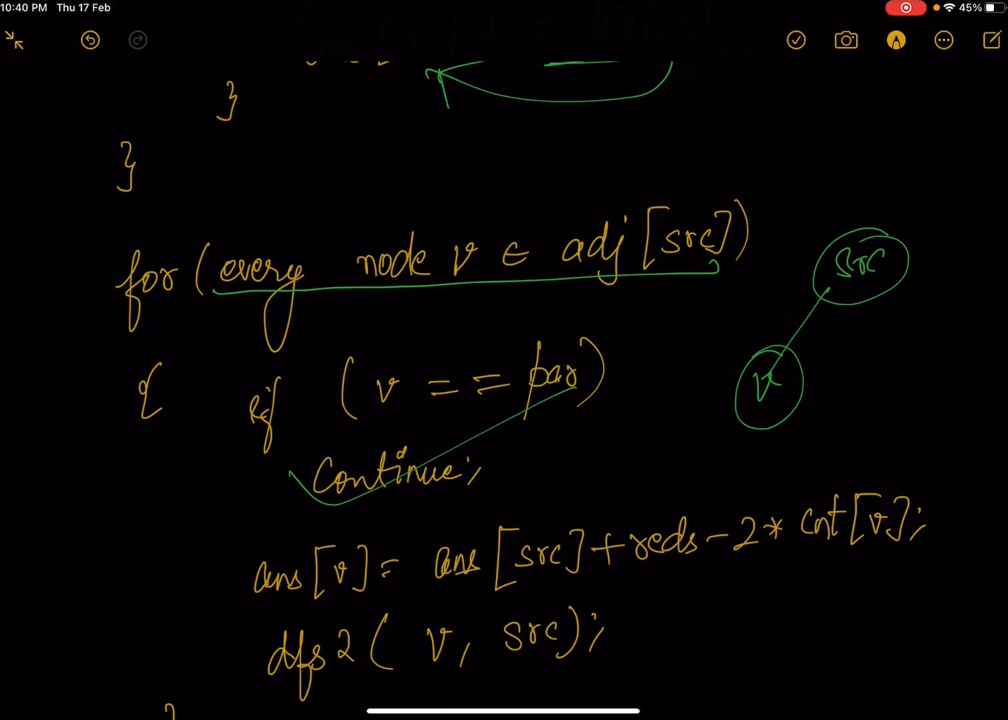 10:40 PM Thu 17 Feb
45%
}
}
for (every node v ∈ adj [src])
src
{ if (v == par)
v
Continue;
ans[v] = ans[src] + reds - 2* cnt[v];
dfs2 ( v, src);
}